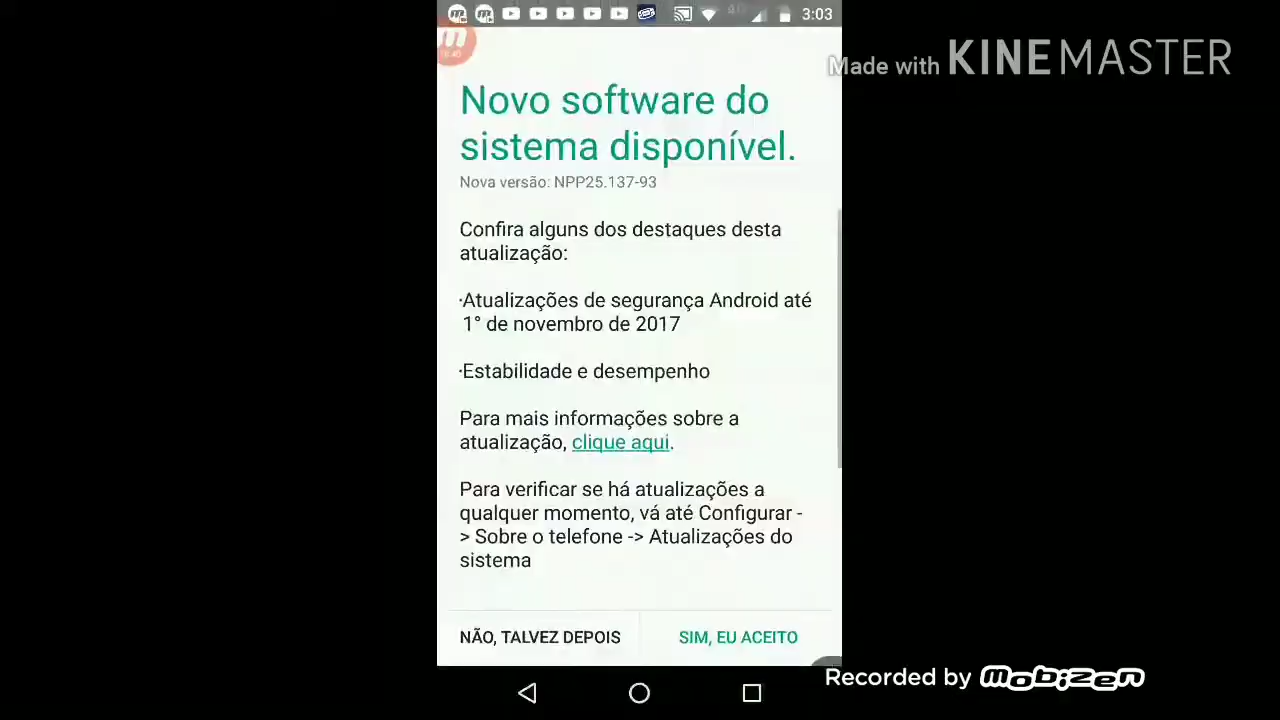 3:03
Made with KINEMASTER
Novo software do
sistema disponível.
Nova versão: NPP25.137-93
Confira alguns dos destaques desta
atualização:
·Atualizações de segurança Android até
1° de novembro de 2017
·Estabilidade e desempenho
Para mais informações sobre a
atualização, clique aqui.
Para verificar se há atualizações a
qualquer momento, vá até Configurar -
> Sobre o telefone -> Atualizações do
sistema
NÃO, TALVEZ DEPOIS
SIM, EU ACEITO
Recorded by mobizen